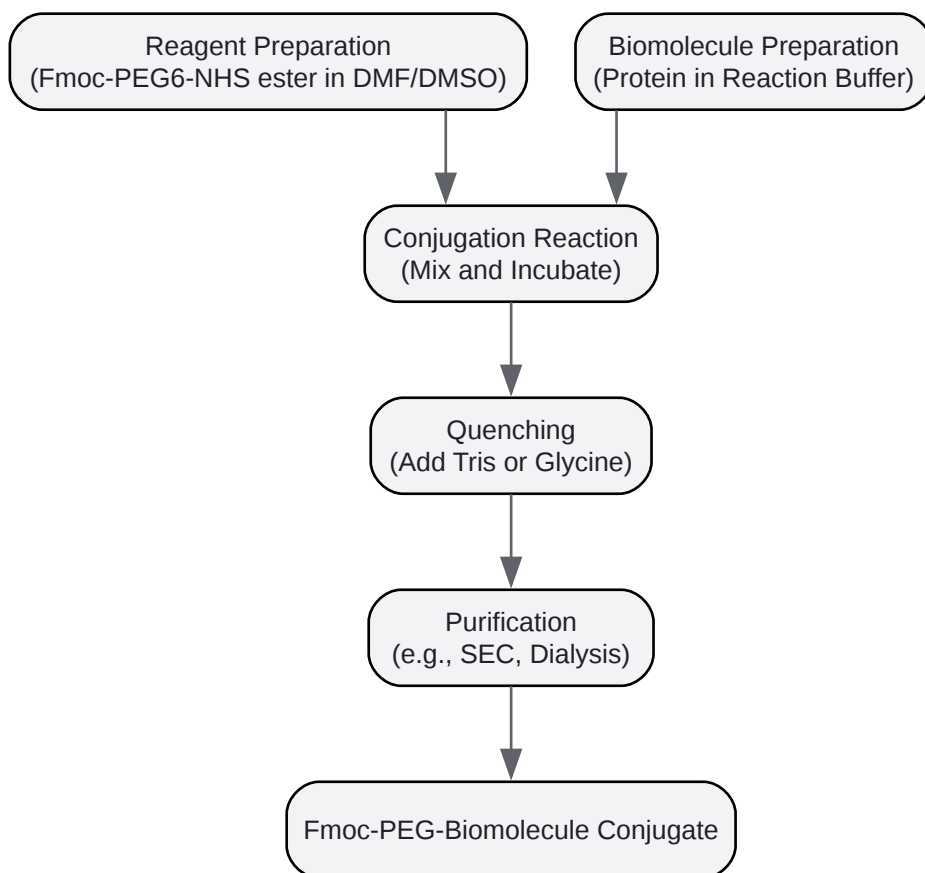 Reagent Preparation
(Fmoc-PEG6-NHS ester in DMF/DMSO)
Biomolecule Preparation
(Protein in Reaction Buffer)
Conjugation Reaction
(Mix and Incubate)
Quenching
(Add Tris or Glycine)
Purification
(e.g., SEC, Dialysis)
Fmoc-PEG-Biomolecule Conjugate